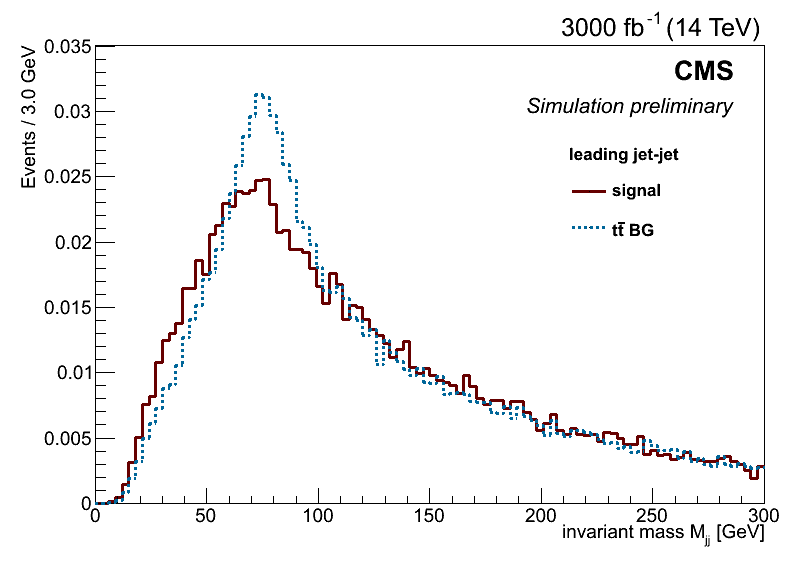 3000 fb⁻¹ (14 TeV)
CMS
Simulation preliminary
leading jet-jet
signal
tt̄ BG
Events / 3.0 GeV
0.035
0.03
0.025
0.02
0.015
0.01
0.005
0
0 50 100 150 200 250 300
invariant mass Mjj [GeV]